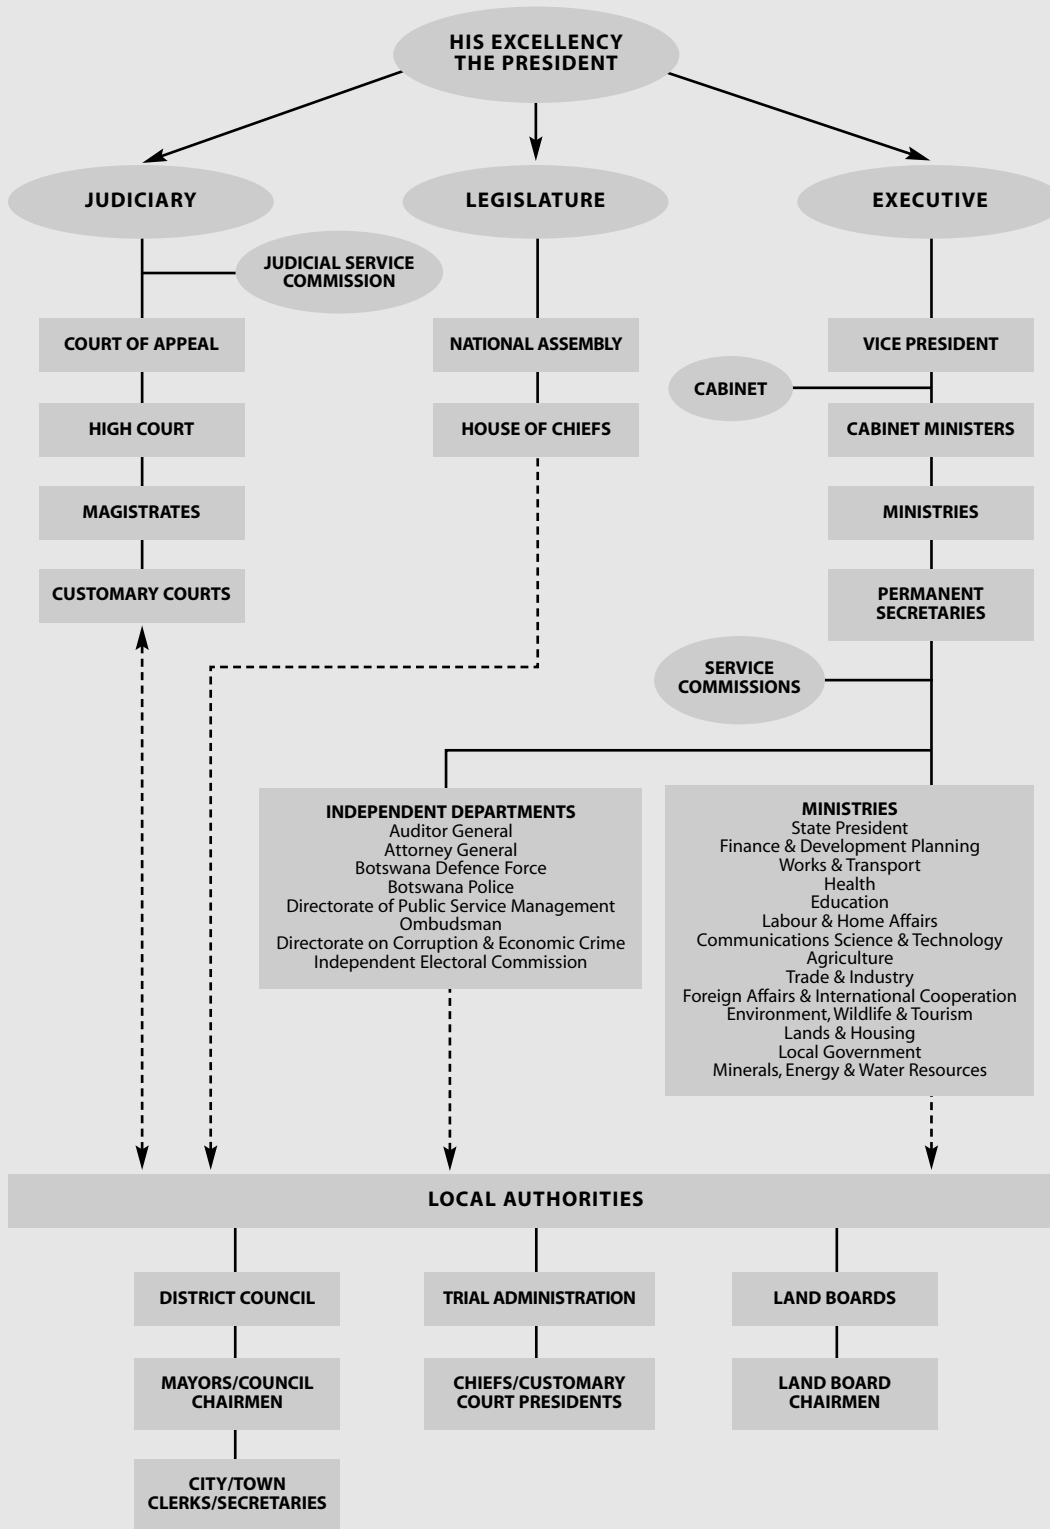 HIS EXCELLENCY
THE PRESIDENT
JUDICIARY
LEGISLATURE
EXECUTIVE
JUDICIAL SERVICE
COMMISSION
COURT OF APPEAL
NATIONAL ASSEMBLY
VICE PRESIDENT
CABINET
HIGH COURT
HOUSE OF CHIEFS
CABINET MINISTERS
MAGISTRATES
MINISTRIES
CUSTOMARY COURTS
PERMANENT
SECRETARIES
SERVICE
COMMISSIONS
INDEPENDENT DEPARTMENTS
Auditor General
Attorney General
Botswana Defence Force
Botswana Police
Directorate of Public Service Management
Ombudsman
Directorate on Corruption & Economic Crime
Independent Electoral Commission
MINISTRIES
State President
Finance & Development Planning
Works & Transport
Health
Education
Labour & Home Affairs
Communications Science & Technology
Agriculture
Trade & Industry
Foreign Affairs & International Cooperation
Environment, Wildlife & Tourism
Lands & Housing
Local Government
Minerals, Energy & Water Resources
LOCAL AUTHORITIES
DISTRICT COUNCIL
TRIAL ADMINISTRATION
LAND BOARDS
MAYORS/COUNCIL
CHAIRMEN
CHIEFS/CUSTOMARY
COURT PRESIDENTS
LAND BOARD
CHAIRMEN
CITY/TOWN
CLERKS/SECRETARIES